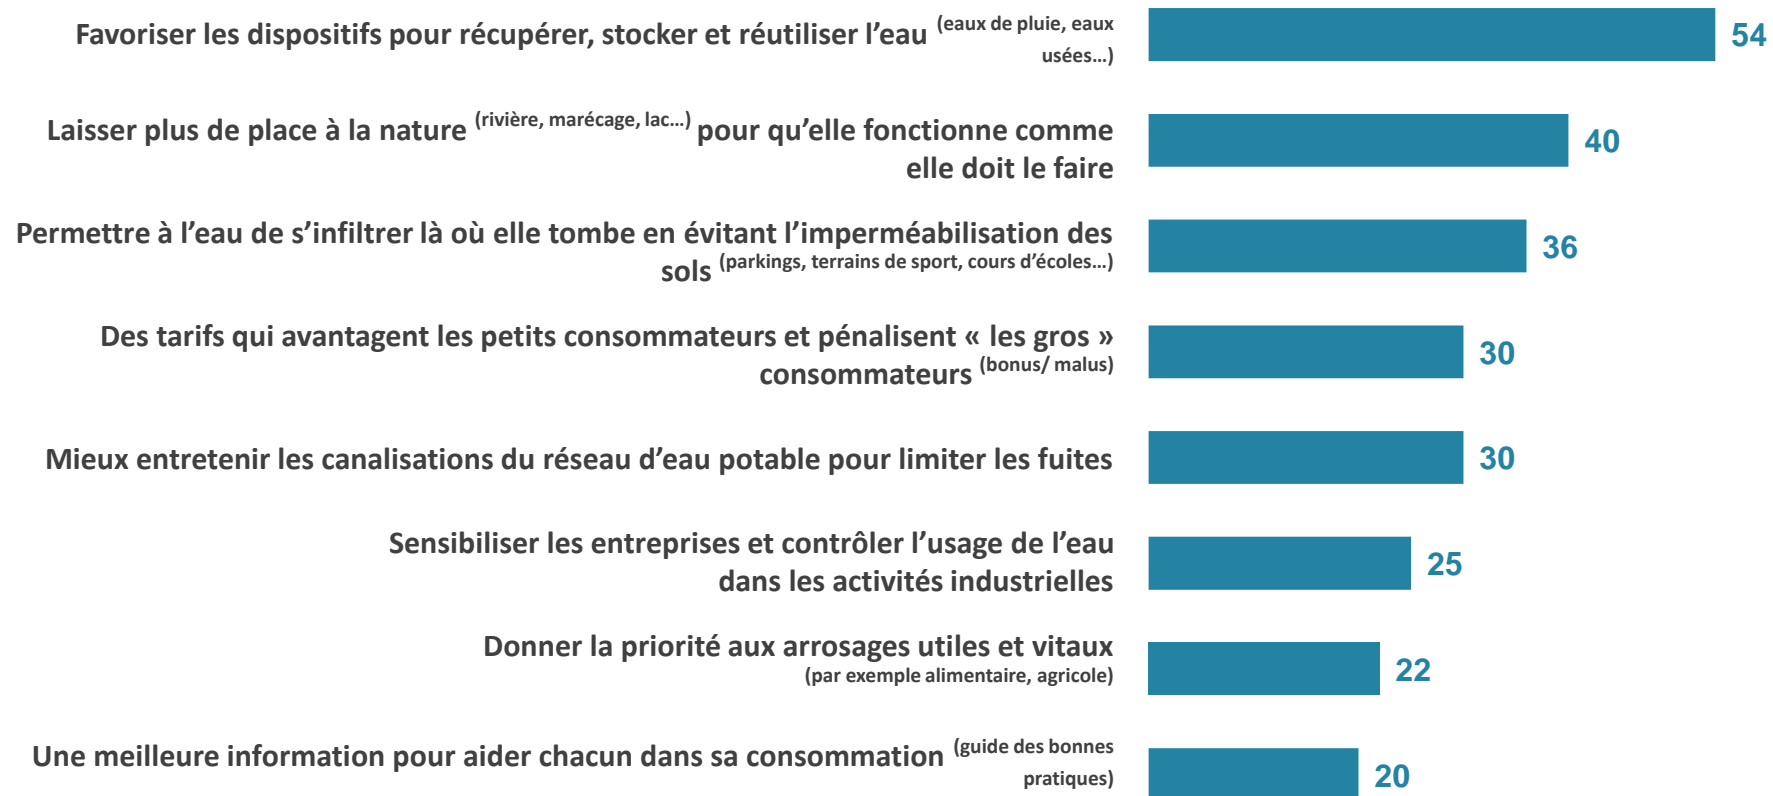 Favoriser les dispositifs pour récupérer, stocker et réutiliser l’eau (eaux de pluie, eaux
usées…)
54
Laisser plus de place à la nature (rivière, marécage, lac…) pour qu’elle fonctionne comme
elle doit le faire
40
Permettre à l’eau de s’infiltrer là où elle tombe en évitant l’imperméabilisation des
sols (parkings, terrains de sport, cours d’écoles…)
36
Des tarifs qui avantagent les petits consommateurs et pénalisent « les gros »
consommateurs (bonus/ malus)
30
Mieux entretenir les canalisations du réseau d’eau potable pour limiter les fuites
30
Sensibiliser les entreprises et contrôler l’usage de l’eau
dans les activités industrielles
25
Donner la priorité aux arrosages utiles et vitaux
(par exemple alimentaire, agricole)
22
Une meilleure information pour aider chacun dans sa consommation (guide des bonnes
pratiques)
20